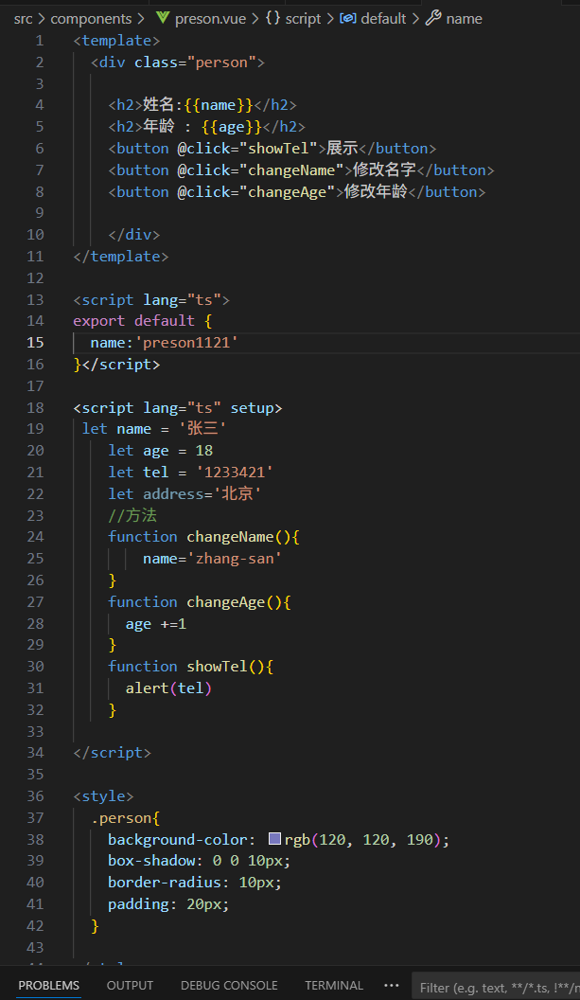 src > components > preson.vue > {} script > default > name
1 <template>
2 <div class="person">
3
4 <h2>姓名:{{name}}</h2>
5 <h2>年龄 : {{age}}</h2>
6 <button @click="showTel">展示</button>
7 <button @click="changeName">修改名字</button>
8 <button @click="changeAge">修改年龄</button>
9
10 </div>
11 </template>
12
13 <script lang="ts">
14 export default {
15 name:'preson1121'
16 }</script>
17
18 <script lang="ts" setup>
19 let name = '张三'
20 let age = 18
21 let tel = '1233421'
22 let address='北京'
23 //方法
24 function changeName(){
25 name='zhang-san'
26 }
27 function changeAge(){
28 age +=1
29 }
30 function showTel(){
31 alert(tel)
32 }
33
34 </script>
35
36 <style>
37 .person{
38 background-color: rgb(120, 120, 190);
39 box-shadow: 0 0 10px;
40 border-radius: 10px;
41 padding: 20px;
42 }
43
PROBLEMS OUTPUT DEBUG CONSOLE TERMINAL ··· Filter (e.g. text, **/*.ts, !**/n